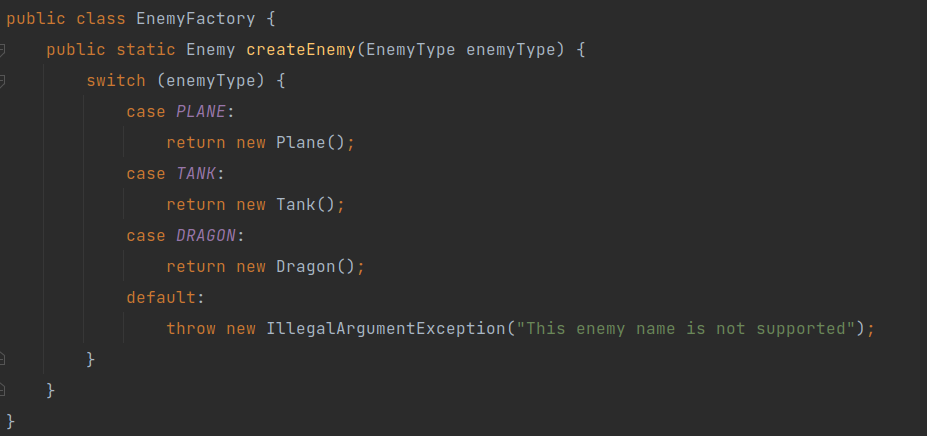 public class EnemyFactory {
    public static Enemy createEnemy(EnemyType enemyType) {
        switch (enemyType) {
            case PLANE:
                return new Plane();
            case TANK:
                return new Tank();
            case DRAGON:
                return new Dragon();
            default:
                throw new IllegalArgumentException("This enemy name is not supported");
        }
    }
}